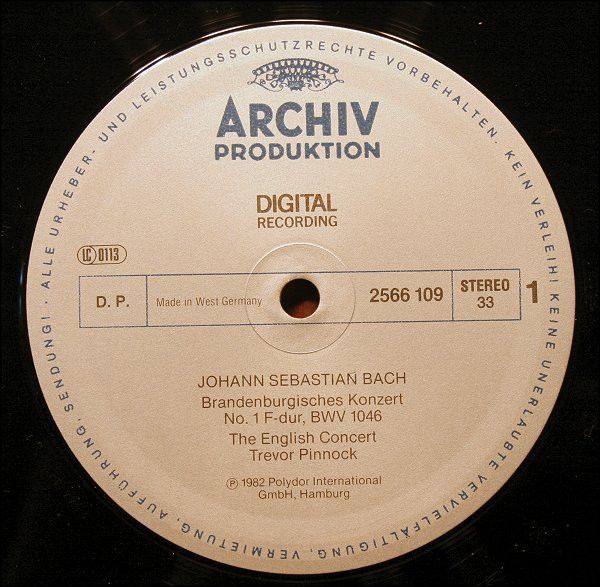 ALLE URHEBER- UND LEISTUNGSSCHUTZRECHTE VORBEHALTEN. KEIN VERLEIH! KEINE UNERLAUBTE VERVIELFÄLTIGUNG, VERMIETUNG, AUFFÜHRUNG, SENDUNG! ·
ARCHIV
PRODUKTION
DIGITAL
RECORDING
LC 0113
D. P.
Made in West Germany
2566 109
STEREO
33
1
JOHANN SEBASTIAN BACH
Brandenburgisches Konzert
No. 1 F-dur, BWV 1046
The English Concert
Trevor Pinnock
℗ 1982 Polydor International
GmbH, Hamburg